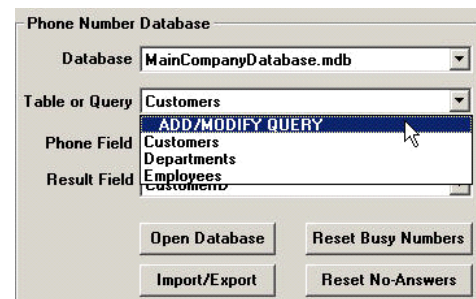 Phone Number Database
Database MainCompanyDatabase.mdb
Table or Query Customers
ADD/MODIFY QUERY
Phone Field Customers
Departments
Result Field Employees
CustomerID
Open Database Reset Busy Numbers
Import/Export Reset No-Answers